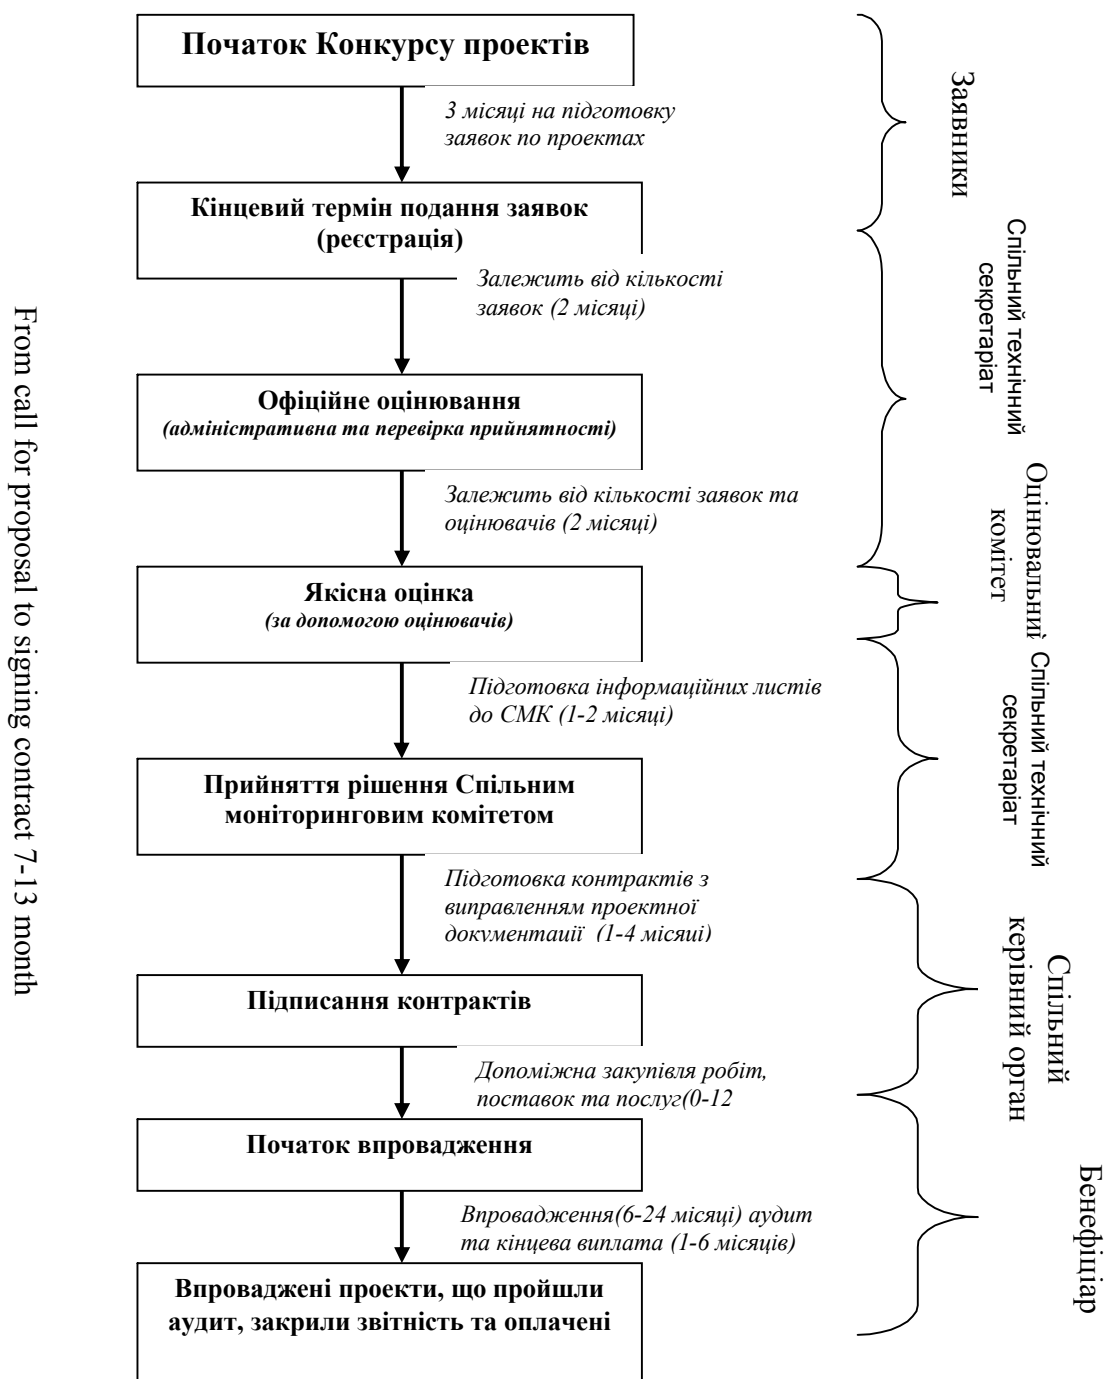 Початок Конкурсу проектів
3 місяці на підготовку
заявок по проектах
Кінцевий термін подання заявок
(реєстрація)
Залежить від кількості
заявок (2 місяці)
Офіційне оцінювання
(адміністративна та перевірка прийнятності)
Залежить від кількості заявок та
оцінювачів (2 місяці)
Якісна оцінка
(за допомогою оцінювачів)
Підготовка інформаційних листів
до СМК (1-2 місяці)
Прийняття рішення Спільним
моніторинговим комітетом
Підготовка контрактів з
виправленням проектної
документації (1-4 місяці)
Підписання контрактів
Допоміжна закупівля робіт,
поставок та послуг(0-12
Початок впровадження
Впровадження(6-24 місяці) аудит
та кінцева виплата (1-6 місяців)
Впроваджені проекти, що пройшли
аудит, закрили звітність та оплачені
From call for proposal to signing contract 7-13 month
Заявники
Спільний технічний
секретаріат
Оцінювальний
комітет
Спільний технічний
секретаріат
Спільний
керівний орган
Бенефіціар